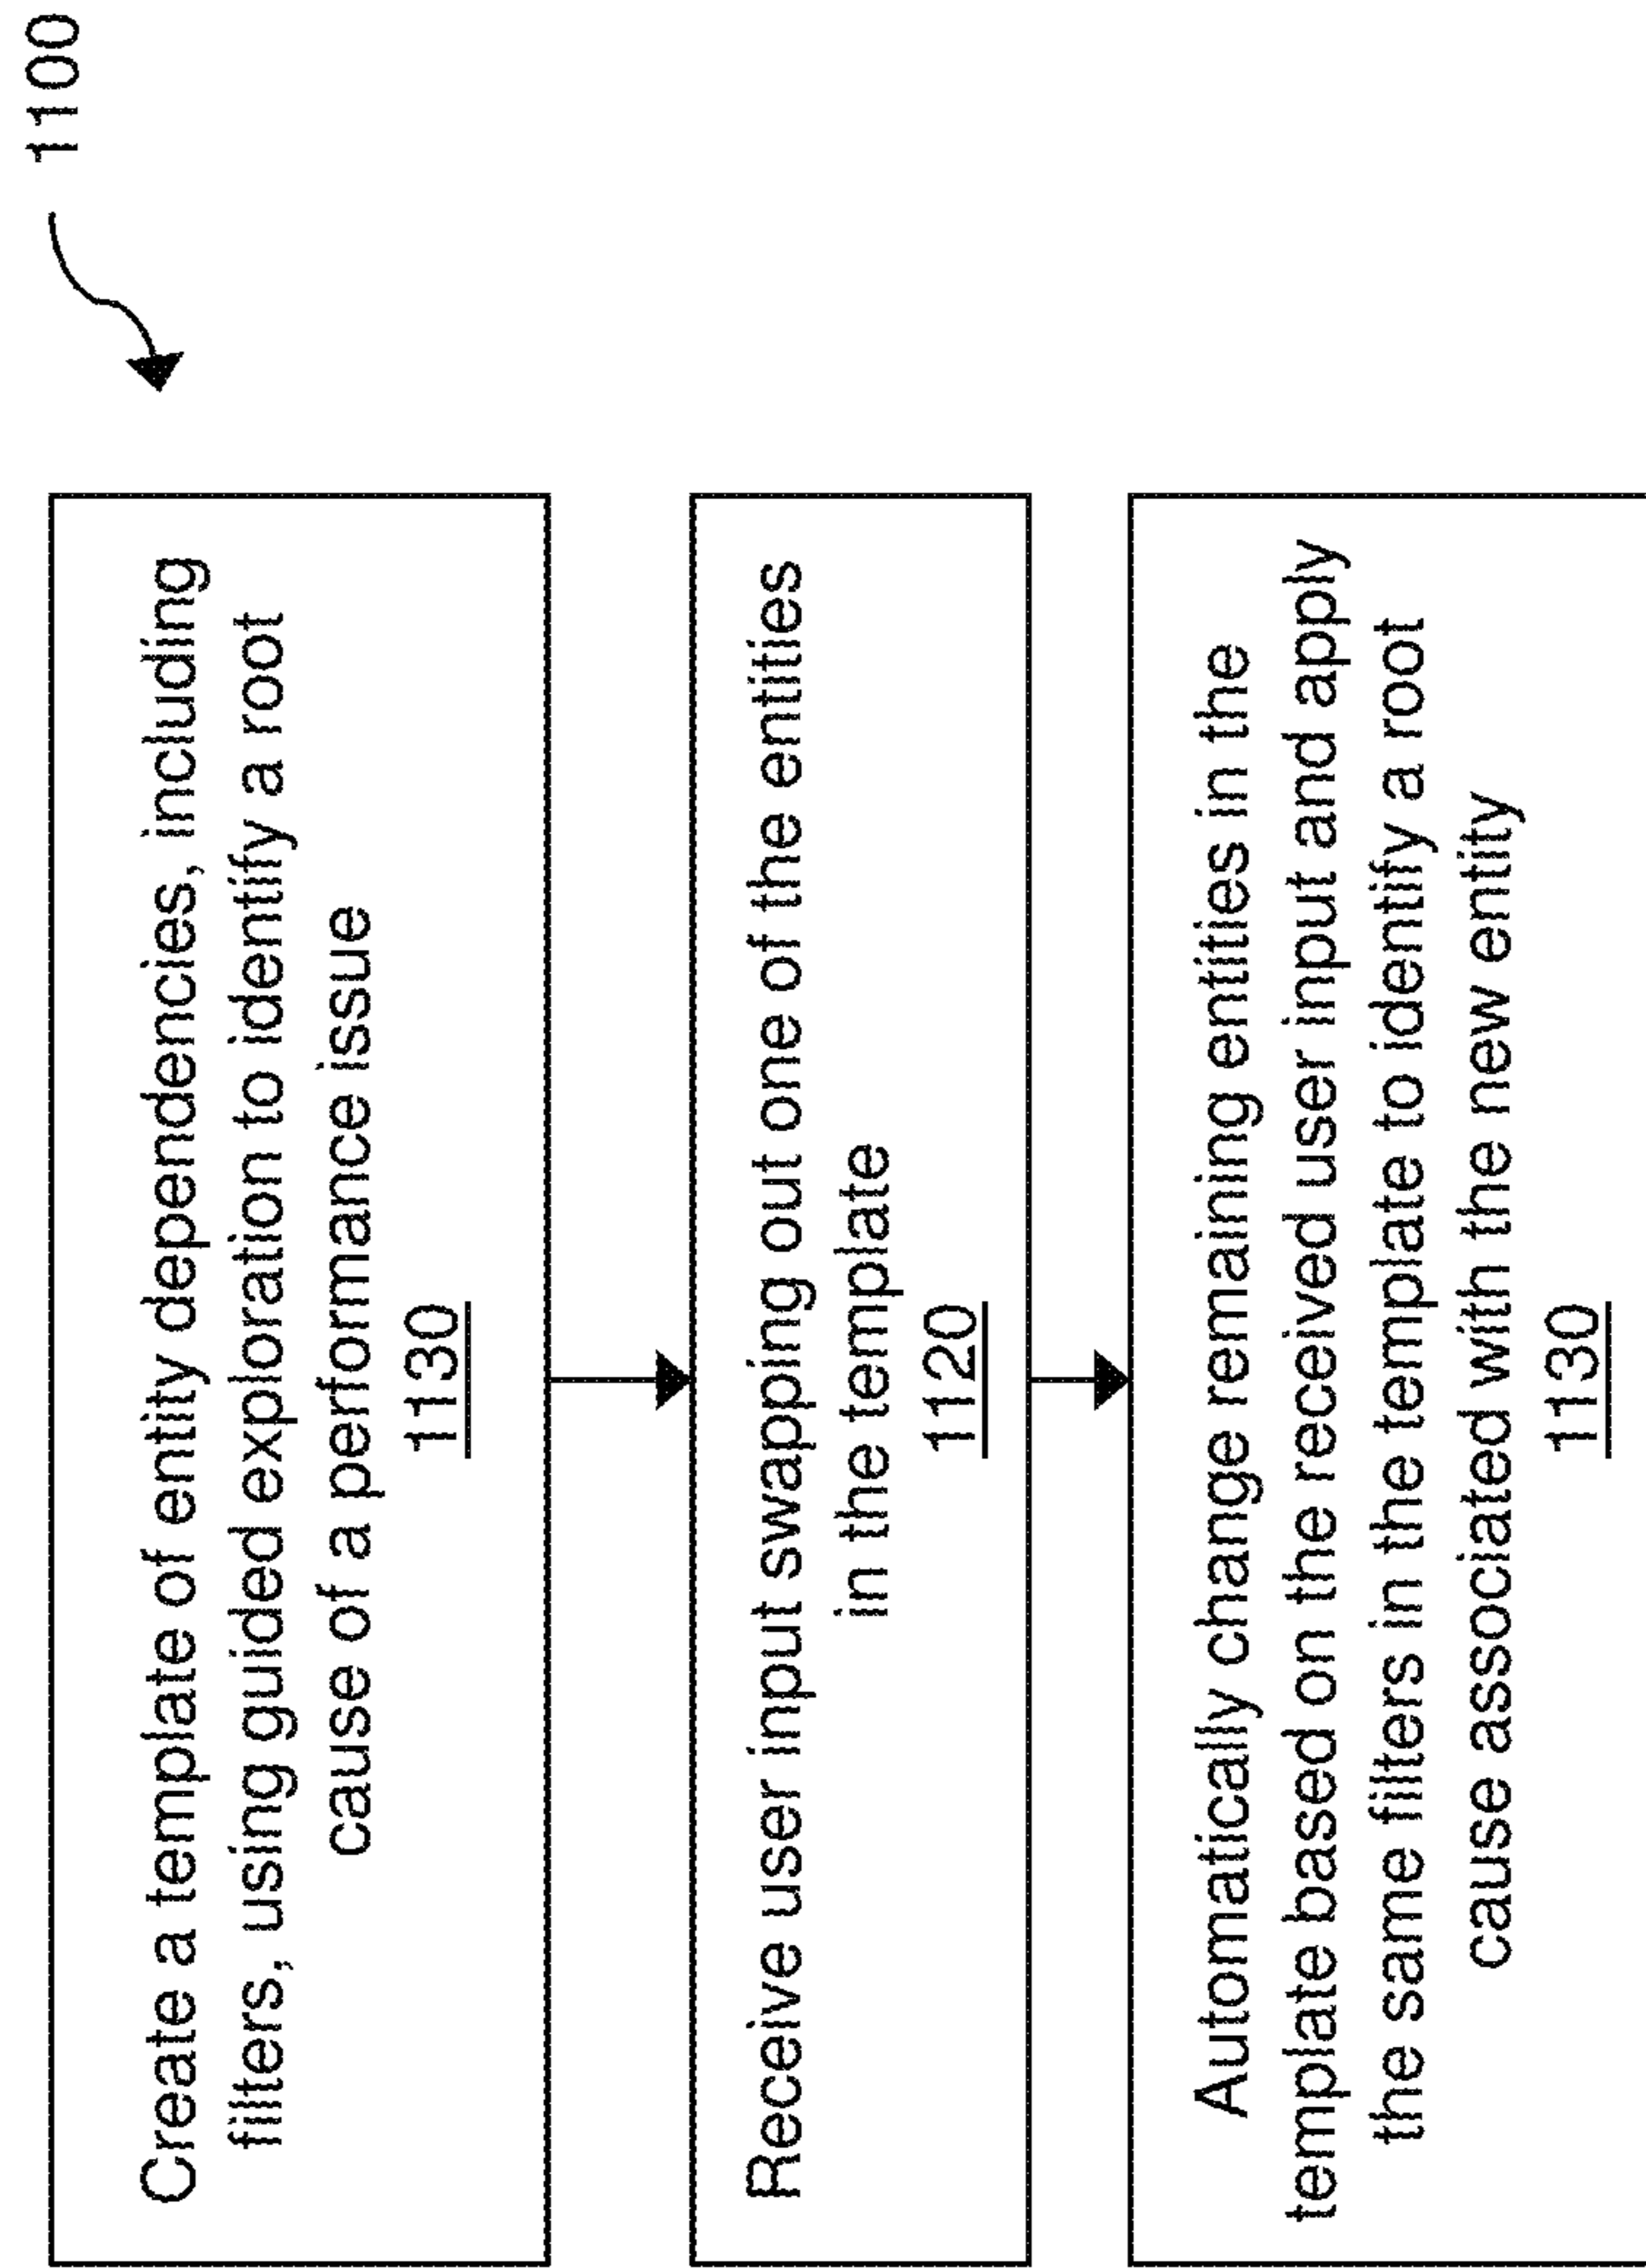 1100
Create a template of entity dependencies, including
filters, using guided exploration to identify a root
cause of a performance issue
1130
Receive user input swapping out one of the entities
in the template
1120
Automatically change remaining entities in the
template based on the received user input and apply
the same filters in the template to identify a root
cause associated with the new entity
1130